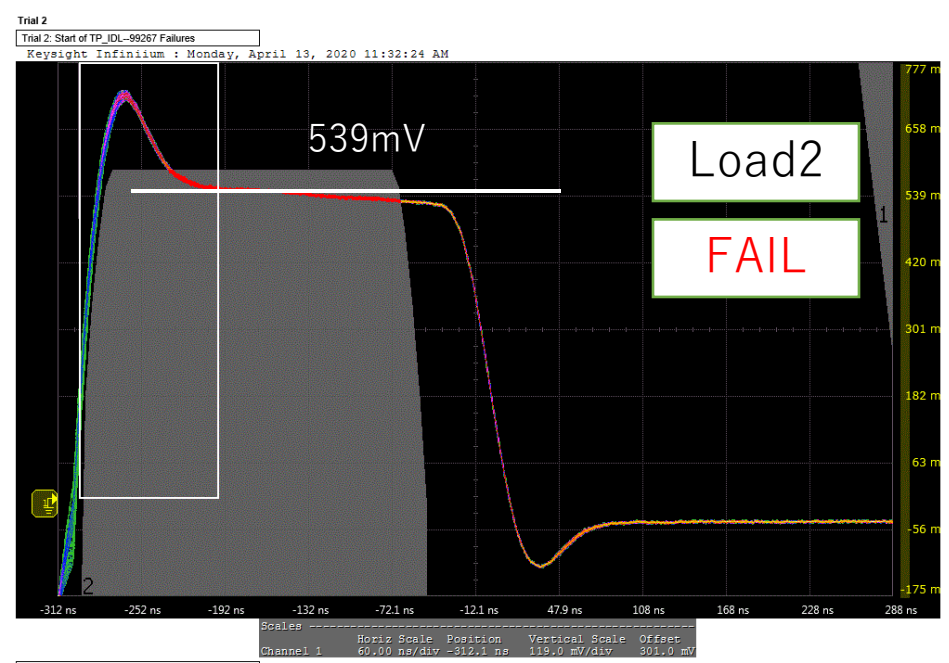 Trial 2
Trial 2: Start of TP_IDL--99267 Failures
Keysight Infiniium : Monday, April 13, 2020 11:32:24 AM
777 m
658 m
539mV
Load2
539 m
1
FAIL
420 m
301 m
182 m
63 m
-56 m
2
-175 m
-312 ns -252 ns -192 ns -132 ns -72.1 ns -12.1 ns 47.9 ns 108 ns 168 ns 228 ns 288 ns
Scales
Horiz Scale Position Vertical Scale Offset
Channel 1 60.00 ns/div -312.1 ns 119.0 mV/div 301.0 mV